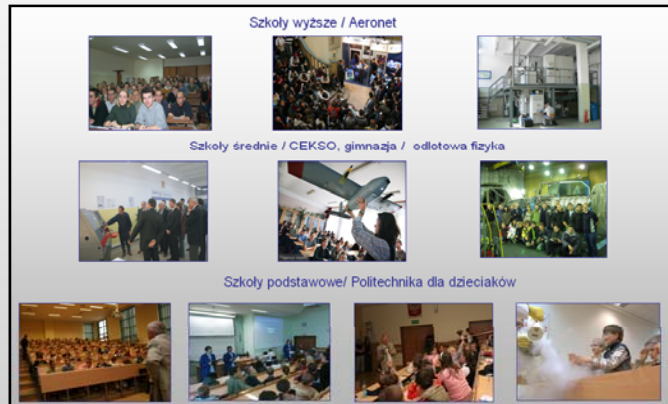 Szkoły wyższe / Aeronet
Szkoły średnie / CEKSO, gimnazja / odlotowa fizyka
Szkoły podstawowe/ Politechnika dla dzieciaków